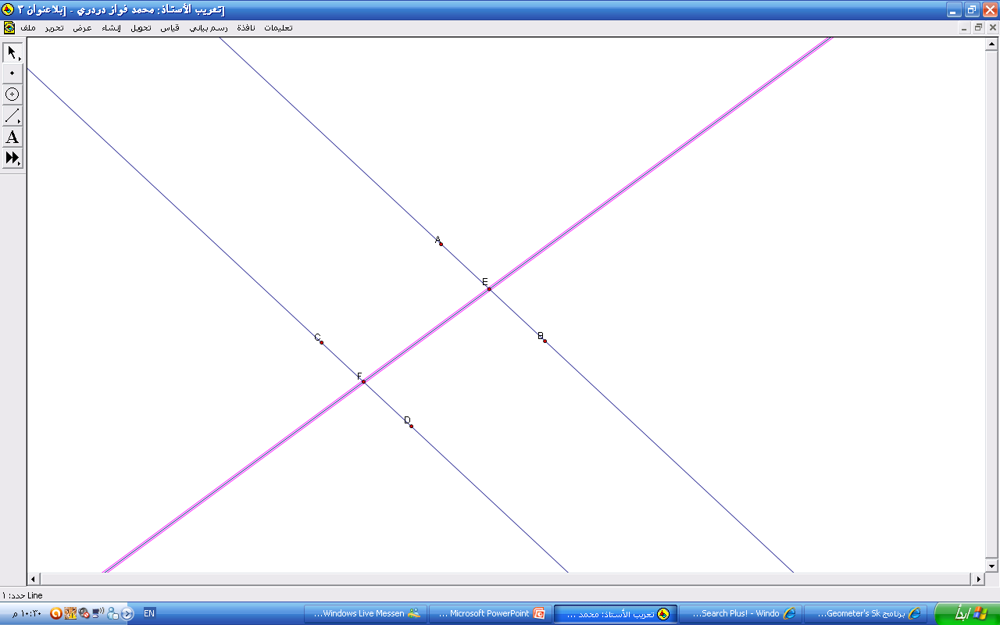 [تعريب الأستاذ: محمد فواز دردري - [بلاعنوان ٣
ملف تحرير عرض إنشاء تحويل قياس رسم بياني نافذة تعليمات
A
A
E
B
C
F
D
حدد: ١ Line
١٠:٣٠ م
EN
...Windows Live Messen
... Microsoft PowerPoint
... تعريب الأستاذ: محمد
...Search Plus! - Windo
...Geometer's Sk برنامج
ابدأ